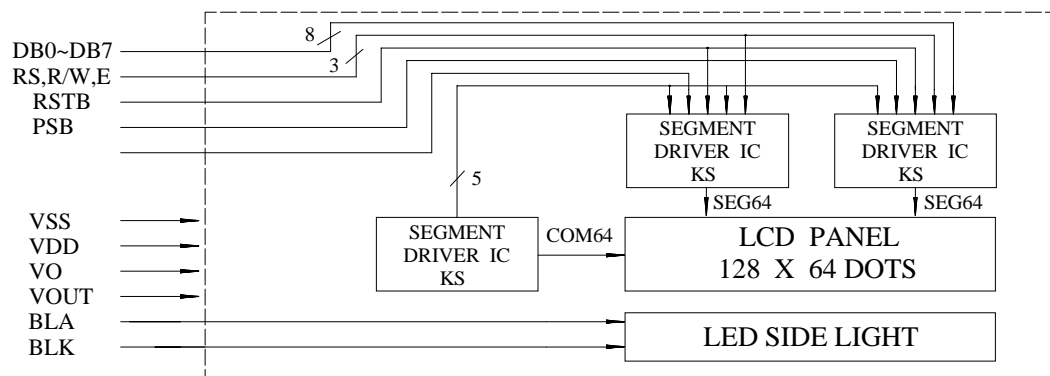 8
DB0~DB7
3
RS,R/W,E
RSTB
PSB
SEGMENT
DRIVER IC
KS
SEGMENT
DRIVER IC
KS
5
SEG64
SEG64
VSS
VDD
VO
VOUT
BLA
BLK
SEGMENT
DRIVER IC
KS
COM64
LCD PANEL
128 X 64 DOTS
LED SIDE LIGHT